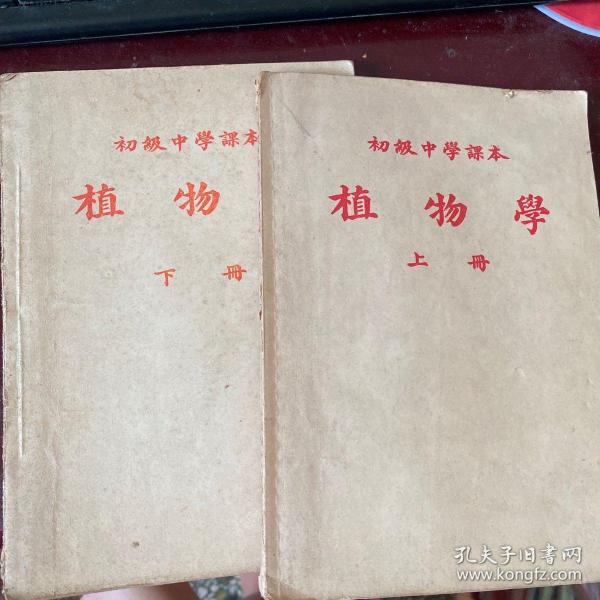 初級中學課本
植物
下冊
初級中學課本
植物學
上冊
孔夫子旧書网
www.kongfz.com